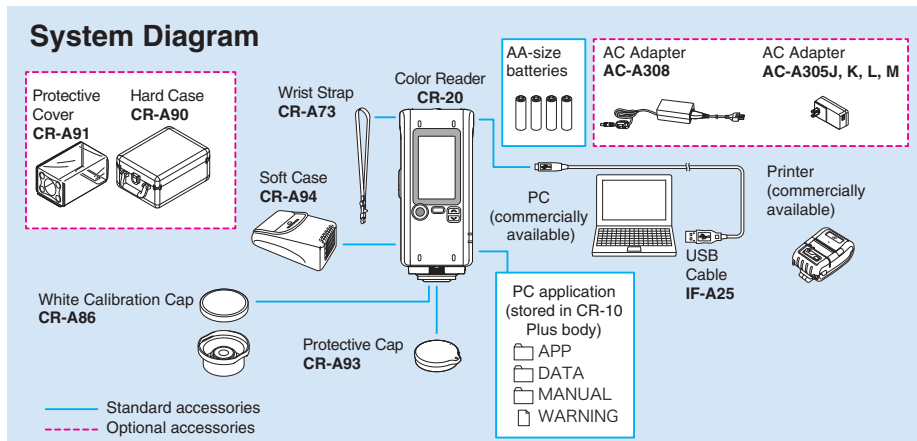 System Diagram
Protective
Cover
CR-A91
Hard Case
CR-A90
Wrist Strap
CR-A73
Color Reader
CR-20
AA-size
batteries
AC Adapter
AC-A308
AC Adapter
AC-A305J, K, L, M
Soft Case
CR-A94
PC
(commercially
available)
Printer
(commercially
available)
USB
Cable
IF-A25
White Calibration Cap
CR-A86
Protective Cap
CR-A93
PC application
(stored in CR-10
Plus body)
APP
DATA
MANUAL
WARNING
Standard accessories
Optional accessories